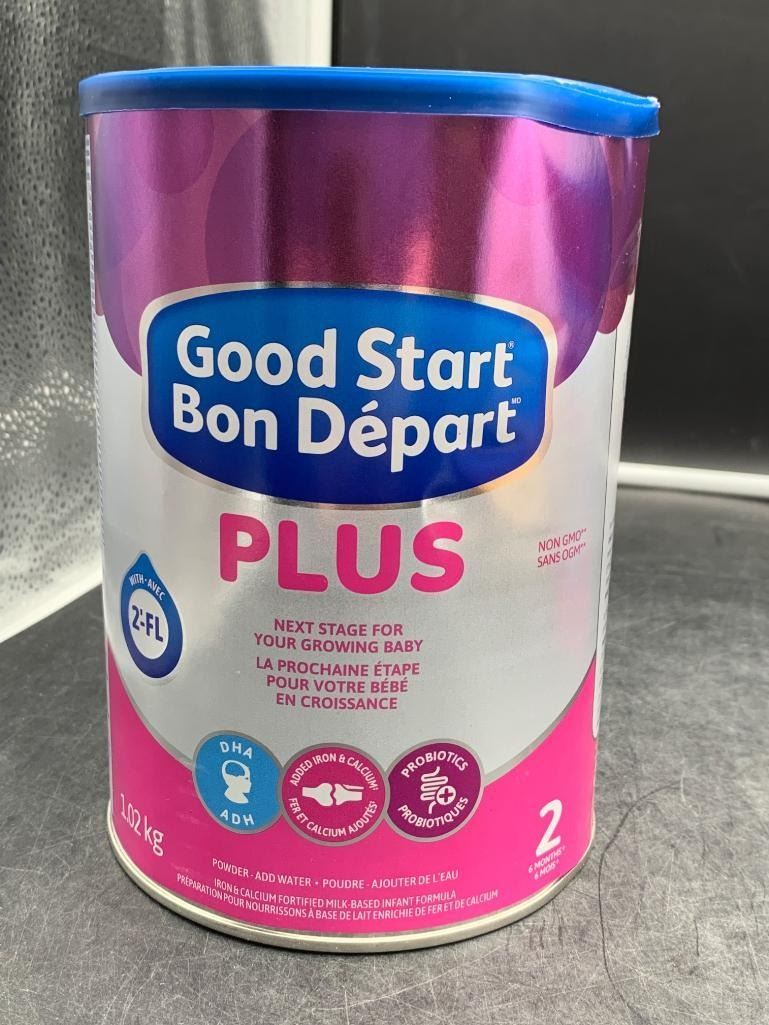 Good Start®
Bon Départ MD
PLUS
NON GMO**
SANS OGM**
WITH · AVEC
2'-FL
NEXT STAGE FOR
YOUR GROWING BABY
LA PROCHAINE ÉTAPE
POUR VOTRE BÉBÉ
EN CROISSANCE
DHA
ADH
ADDED IRON & CALCIUM‡
FER ET CALCIUM AJOUTÉS‡
PROBIOTICS
PROBIOTIQUES
1,02 kg
2
6 MONTHS+
6 MOIS+
POWDER - ADD WATER • POUDRE - AJOUTER DE L'EAU
IRON & CALCIUM FORTIFIED MILK-BASED INFANT FORMULA
PRÉPARATION POUR NOURRISSONS À BASE DE LAIT ENRICHIE DE FER ET DE CALCIUM